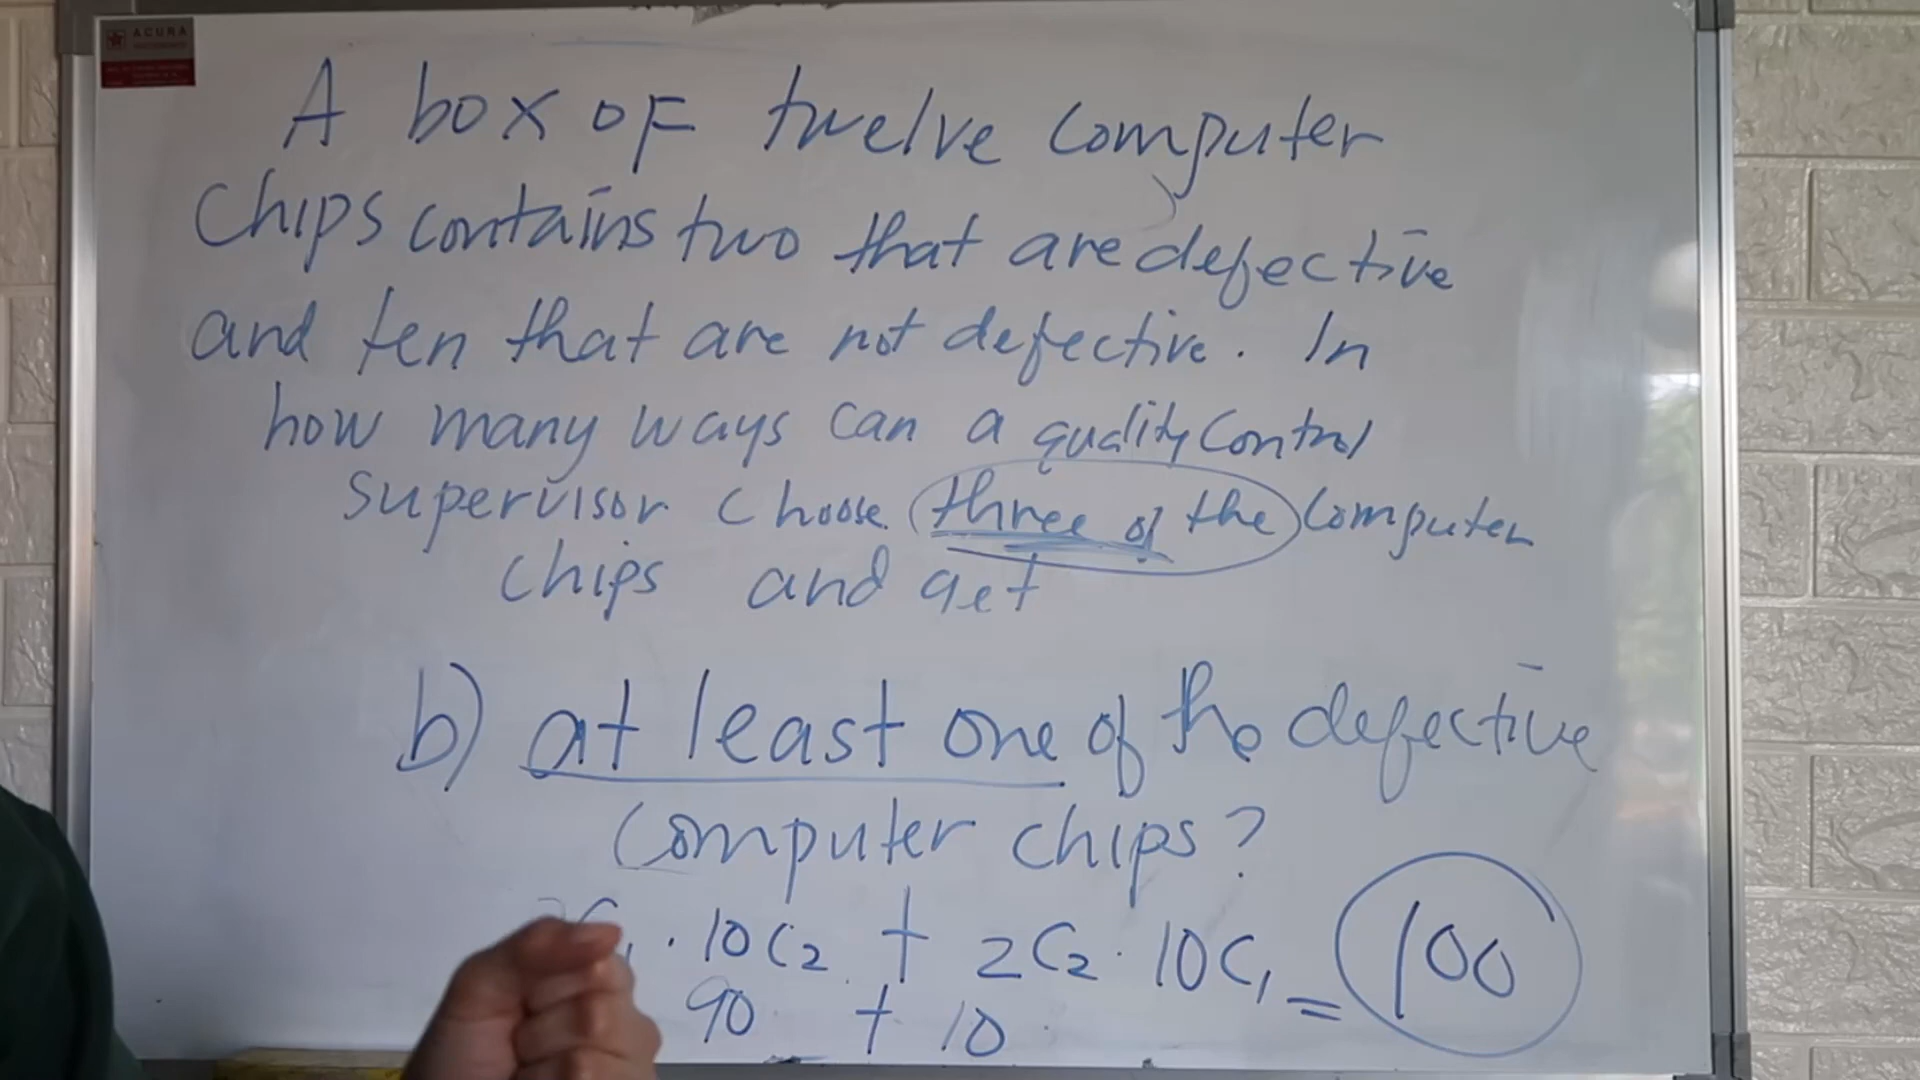 ACURA
A box of twelve computer
Chips contains two that are defective
and ten that are not defective. In
how many ways can a quality control
supervisor choose three of the computer
chips and get
b) at least one of the defective
computer chips?
· 10C₂ + 2C₂ · 10C₁ = 100
90 + 10